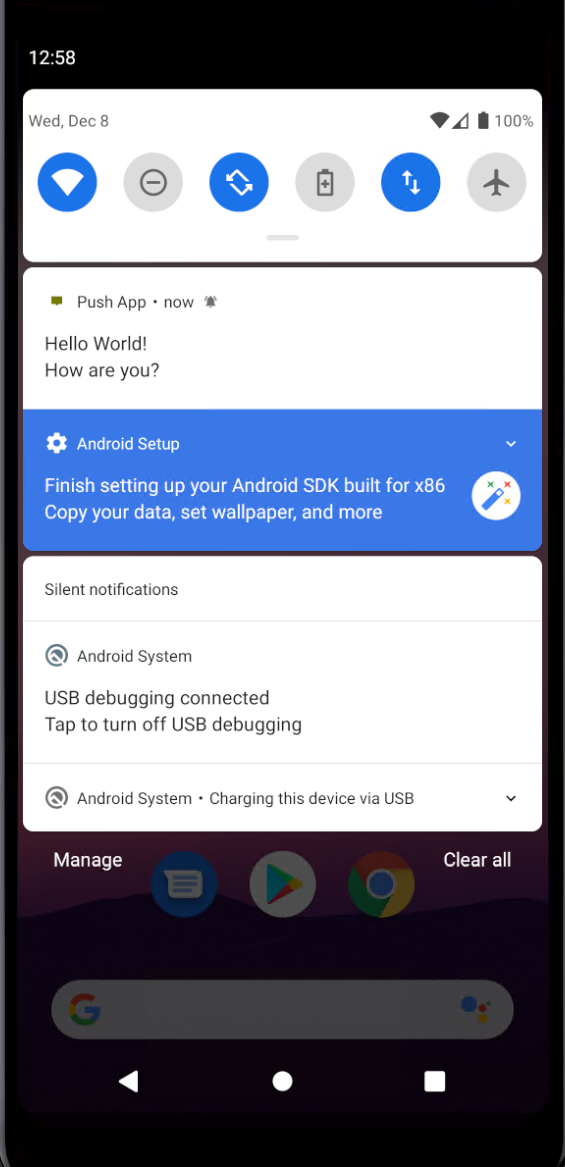 12:58
Wed, Dec 8
100%
Push App • now
Hello World!
How are you?
Android Setup
Finish setting up your Android SDK built for x86
Copy your data, set wallpaper, and more
Silent notifications
Android System
USB debugging connected
Tap to turn off USB debugging
Android System • Charging this device via USB
Manage
Clear all